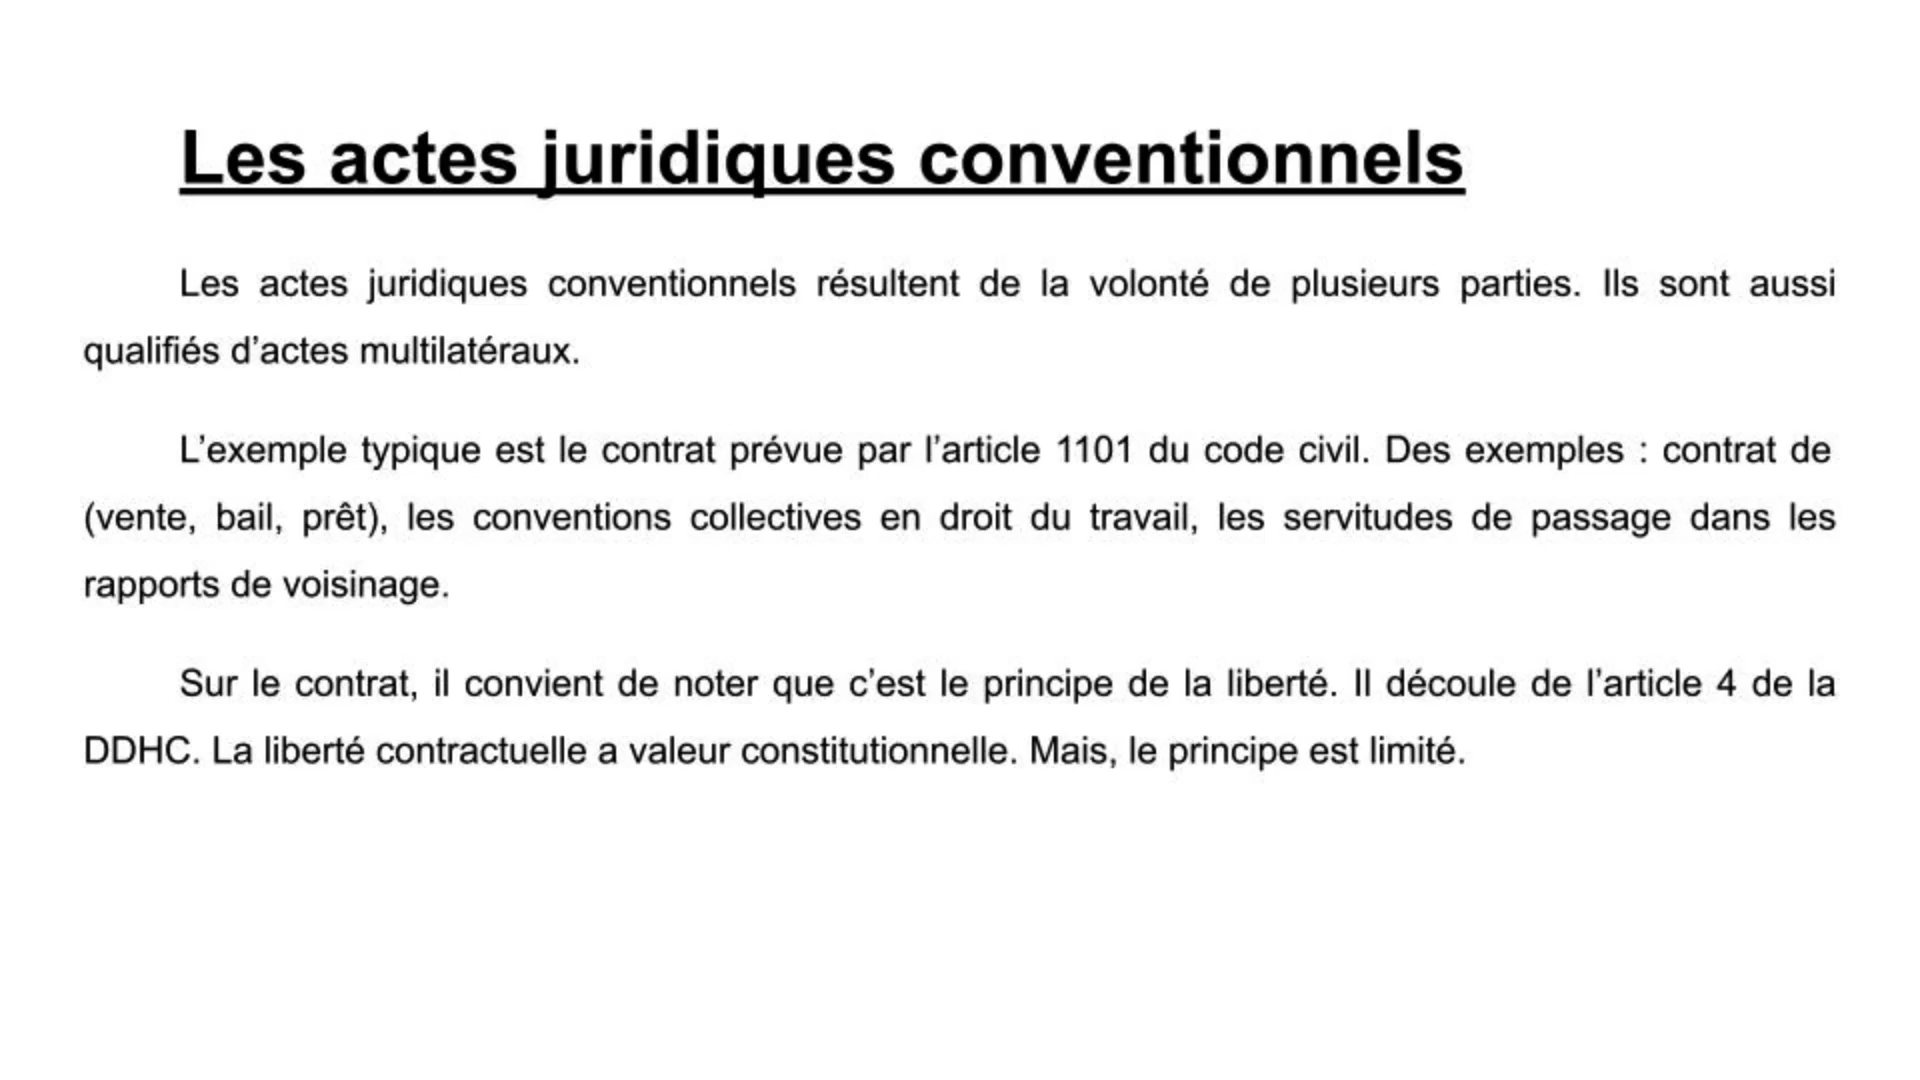 Les actes juridiques conventionnels
Les actes juridiques conventionnels résultent de la volonté de plusieurs parties. Ils sont aussi
qualifiés d’actes multilatéraux.
L’exemple typique est le contrat prévue par l’article 1101 du code civil. Des exemples : contrat de
(vente, bail, prêt), les conventions collectives en droit du travail, les servitudes de passage dans les
rapports de voisinage.
Sur le contrat, il convient de noter que c’est le principe de la liberté. Il découle de l’article 4 de la
DDHC. La liberté contractuelle a valeur constitutionnelle. Mais, le principe est limité.